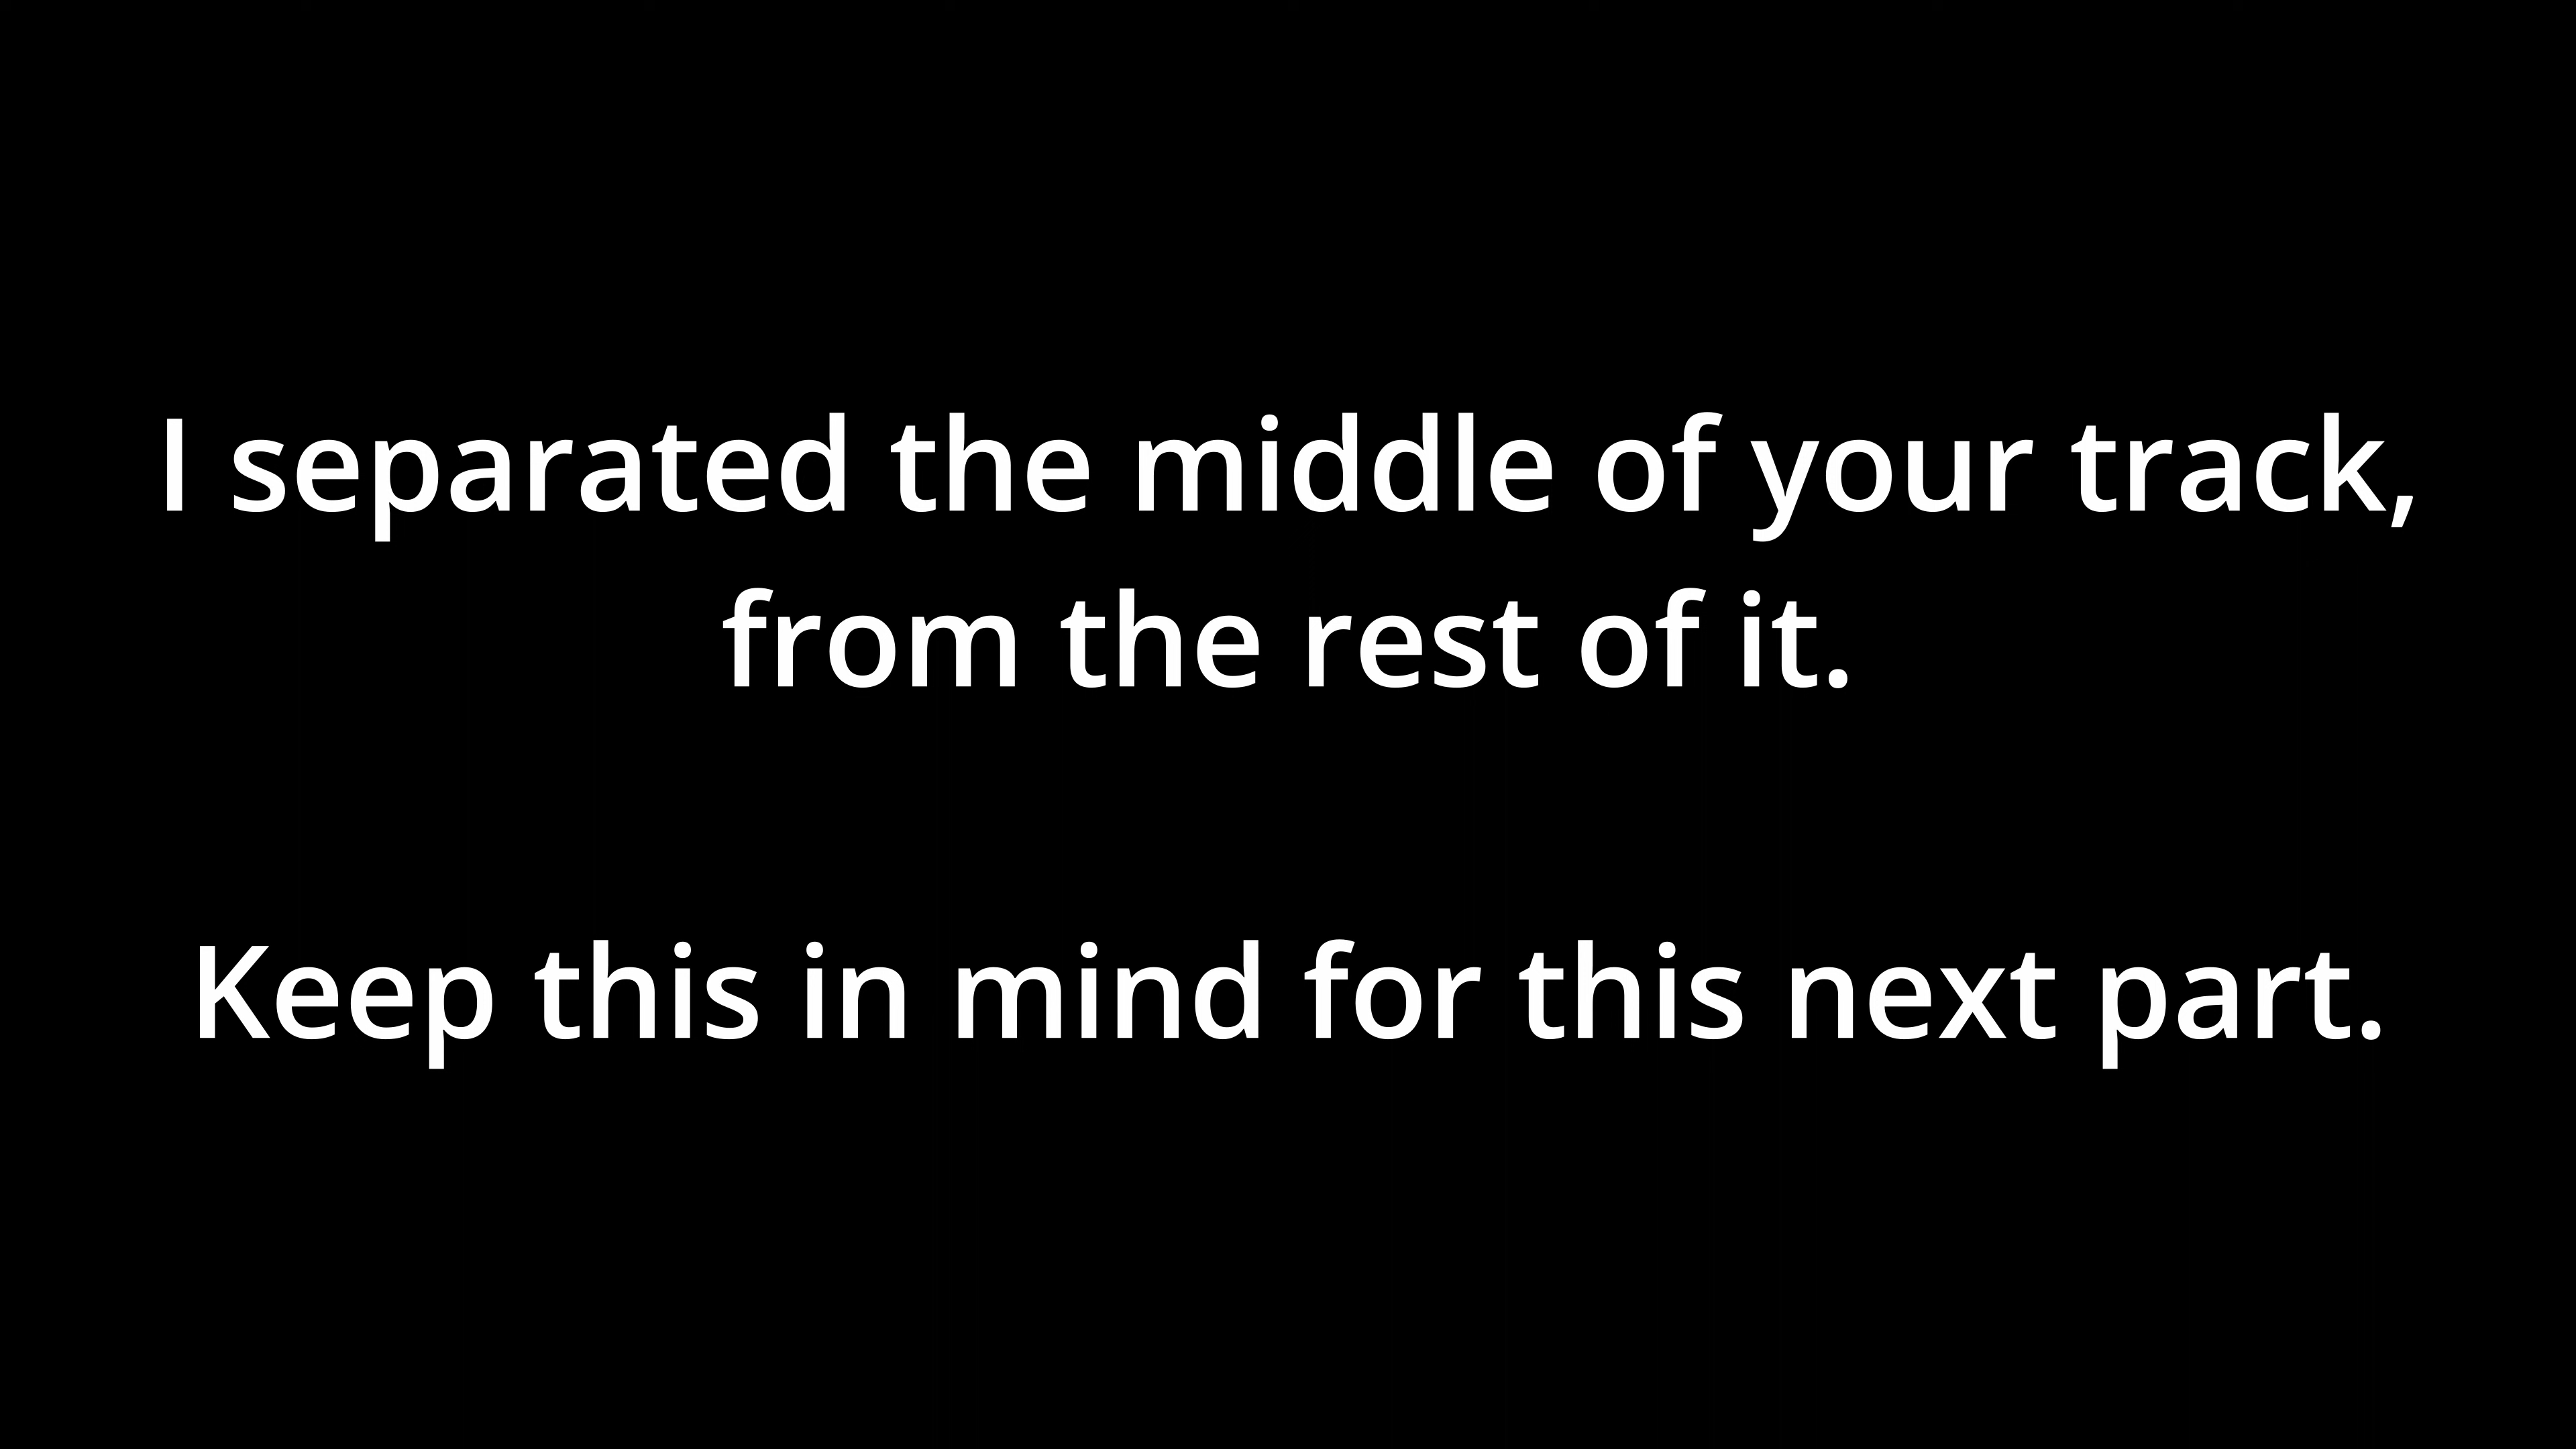 I separated the middle of your track,
from the rest of it.
Keep this in mind for this next part.